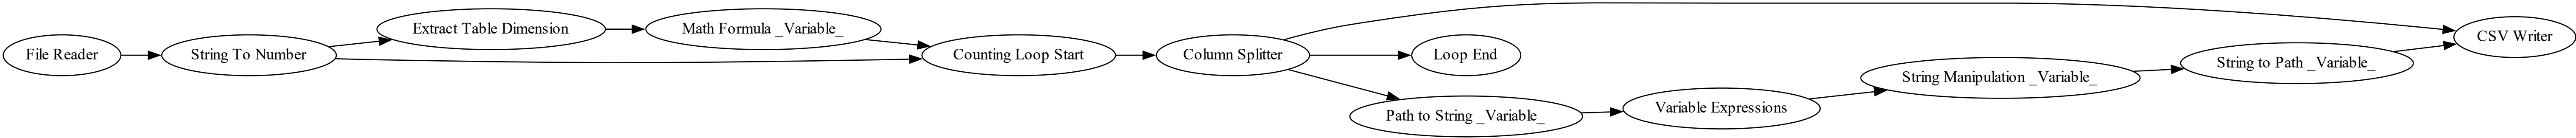 File Reader
String To Number
Extract Table Dimension
Math Formula _Variable_
Counting Loop Start
Column Splitter
Loop End
Path to String _Variable_
Variable Expressions
String Manipulation _Variable_
String to Path _Variable_
CSV Writer